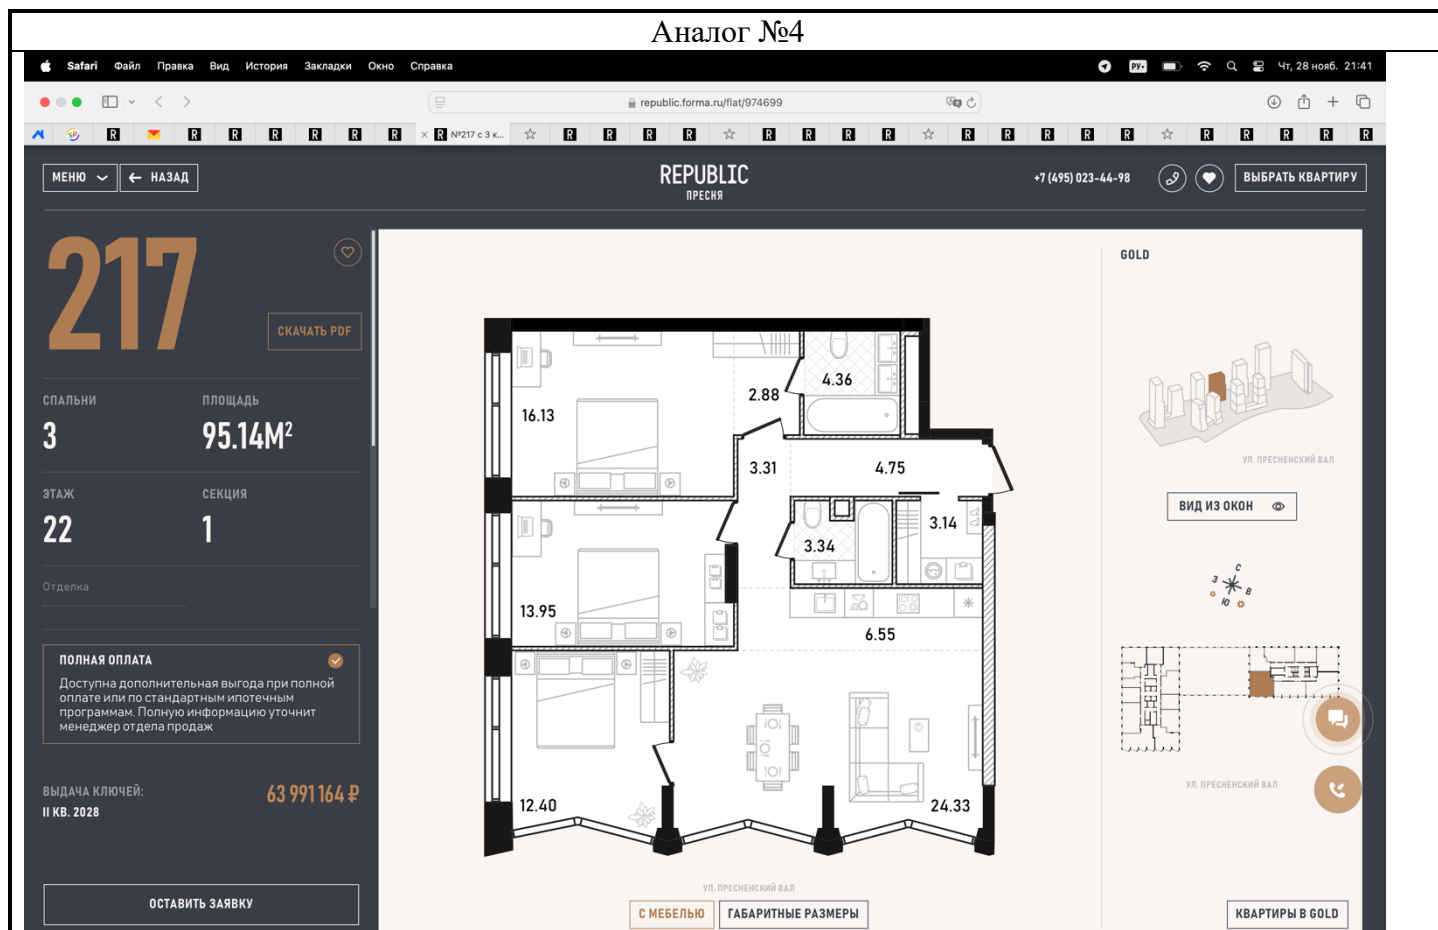 Аналог №4
Safari Файл Правка Вид История Закладки Окно Справка
РУ• Чт, 28 нояб. 21:41
republic.forma.ru/flat/974699
R R R R R R R × R №217 с 3 к... R R R R R R R R R R R R R R R R R R
МЕНЮ НАЗАД
REPUBLIC
ПРЕСНЯ
+7 (495) 023-44-98
ВЫБРАТЬ КВАРТИРУ
217
СКАЧАТЬ PDF
СПАЛЬНИ ПЛОЩАДЬ
3 95.14М²
ЭТАЖ СЕКЦИЯ
22 1
Отделка
ПОЛНАЯ ОПЛАТА
Доступна дополнительная выгода при полной
оплате или по стандартным ипотечным
программам. Полную информацию уточнит
менеджер отдела продаж
ВЫДАЧА КЛЮЧЕЙ:
II КВ. 2028
63 991 164 ₽
ОСТАВИТЬ ЗАЯВКУ
16.13
2.88
4.36
3.31
4.75
3.14
3.34
13.95
6.55
12.40
24.33
УЛ. ПРЕСНЕНСКИЙ ВАЛ
С МЕБЕЛЬЮ ГАБАРИТНЫЕ РАЗМЕРЫ
GOLD
УЛ. ПРЕСНЕНСКИЙ ВАЛ
ВИД ИЗ ОКОН
С
З
В
Ю
УЛ. ПРЕСНЕНСКИЙ ВАЛ
КВАРТИРЫ В GOLD